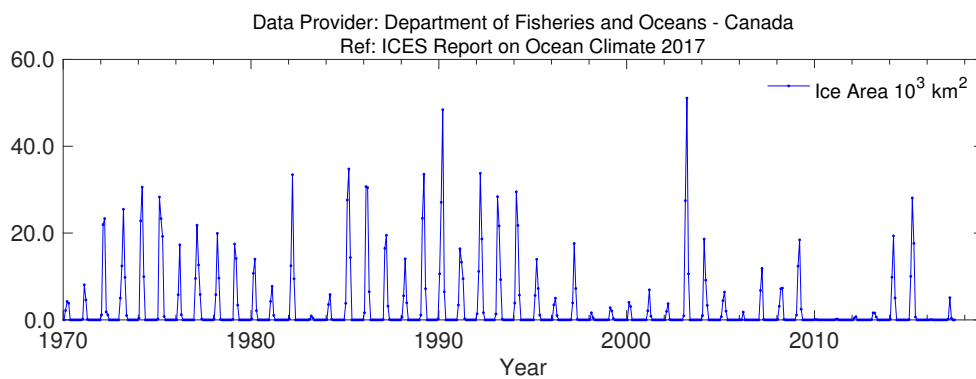 Data Provider: Department of Fisheries and Oceans - Canada
Ref: ICES Report on Ocean Climate 2017
60.0
Ice Area 10³ km²
40.0
20.0
0.0
1970 1980 1990 2000 2010
Year